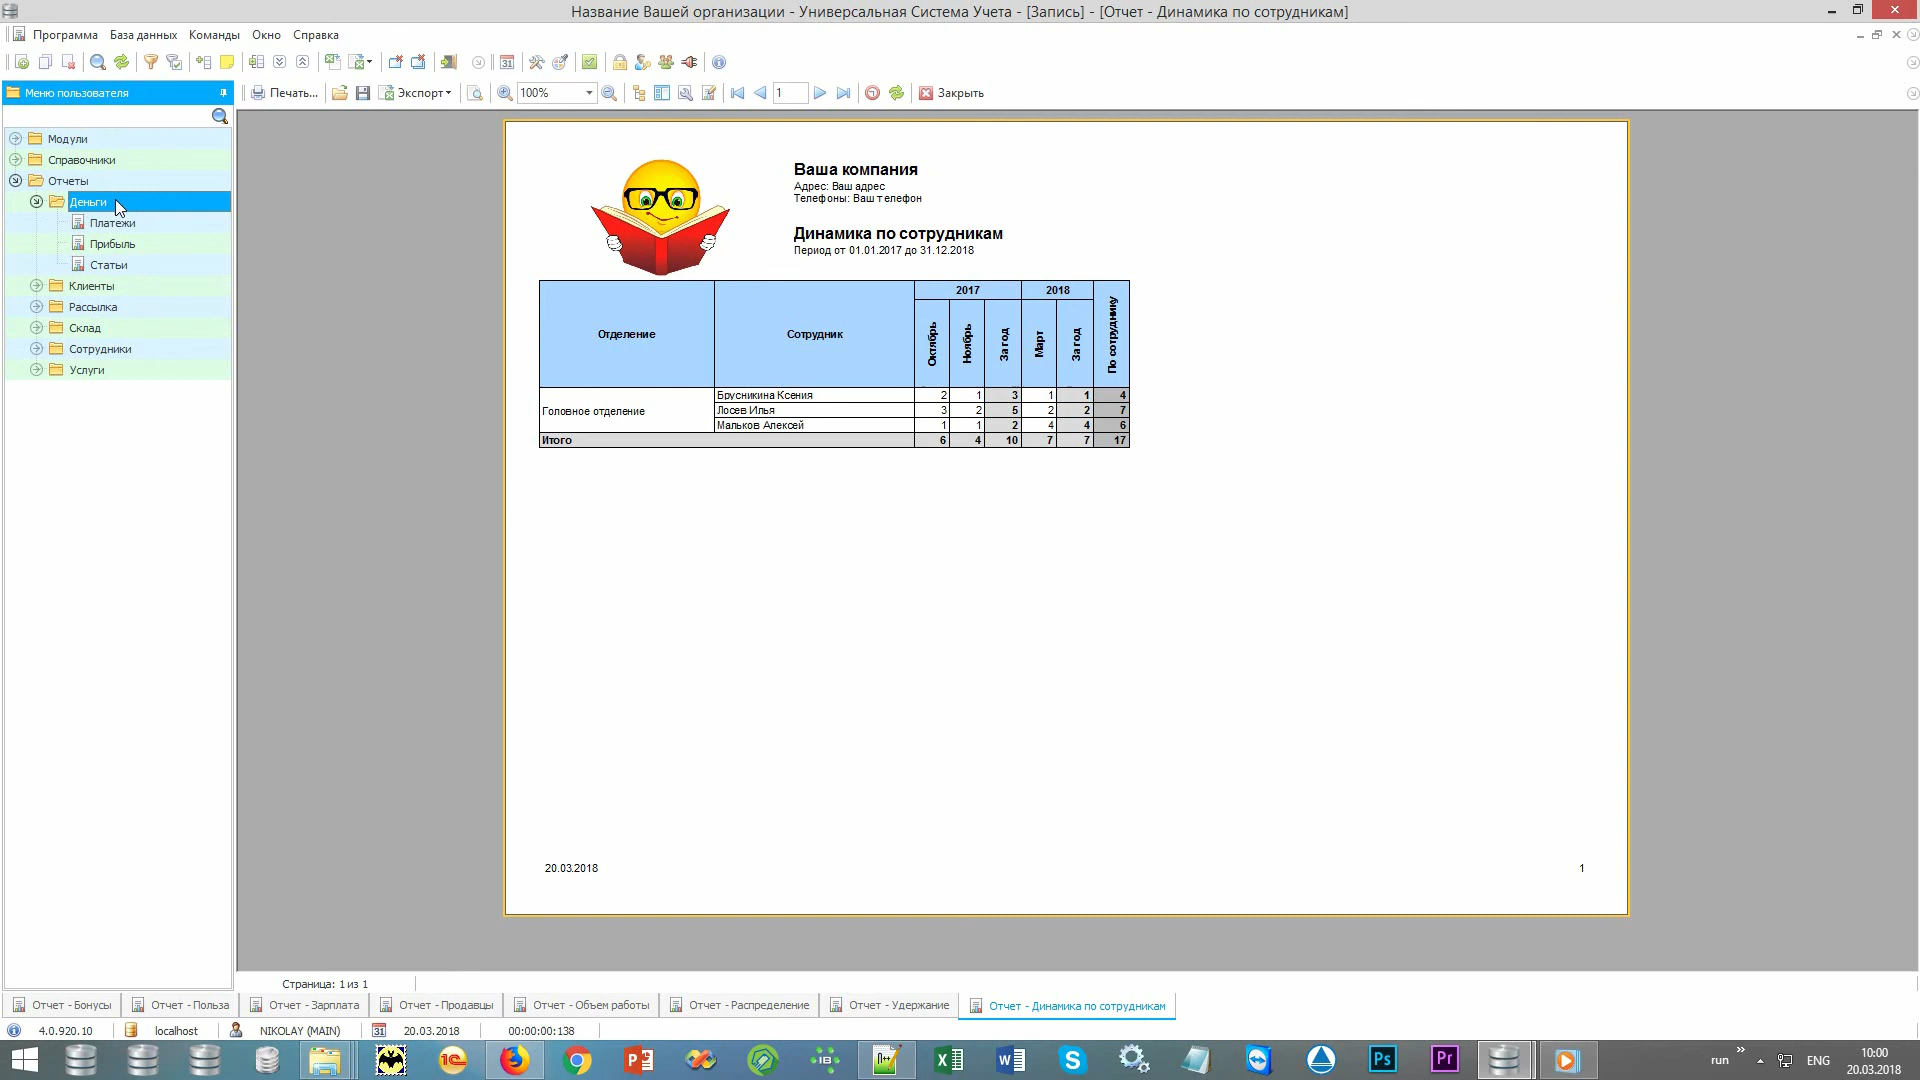 Название Вашей организации - Универсальная Система Учета - [Запись] - [Отчет - Динамика по сотрудникам]
Программа База данных Команды Окно Справка
Меню пользователя
Печать... Экспорт 100% 1 Закрыть
Модули
Справочники
Отчеты
Деньги
Платежи
Прибыль
Статьи
Клиенты
Рассылка
Склад
Сотрудники
Услуги
Ваша компания
Адрес: Ваш адрес
Телефоны: Ваш телефон
Динамика по сотрудникам
Период от 01.01.2017 до 31.12.2018
Отделение Сотрудник 2017 2018 По сотруднику
Октябрь Ноябрь За год Март За год
Головное отделение
Брусникина Ксения 2 1 3 1 1 4
Лосев Илья 3 2 5 2 2 7
Мальков Алексей 1 1 2 4 4 6
Итого 6 4 10 7 7 17
20.03.2018 1
Страница: 1 из 1
Отчет - Бонусы Отчет - Польза Отчет - Зарплата Отчет - Продавцы Отчет - Объем работы Отчет - Распределение Отчет - Удержание Отчет - Динамика по сотрудникам
4.0.920.10 localhost NIKOLAY (MAIN) 31 20.03.2018 00:00:00:138
run ENG 10:00
20.03.2018